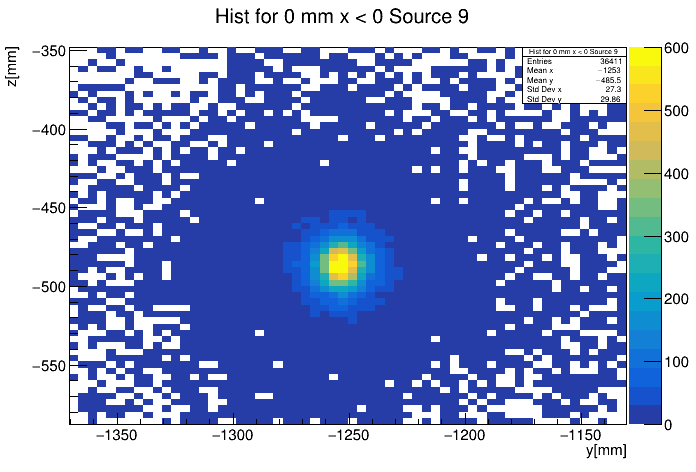 Hist for 0 mm x < 0 Source 9
z[mm]
−350
−400
−450
−500
−550
Hist for 0 mm x < 0 Source 9
Entries 36411
Mean x −1253
Mean y −485.5
Std Dev x 27.3
Std Dev y 29.86
600
500
400
300
200
100
0
−1350 −1300 −1250 −1200 −1150
y[mm]